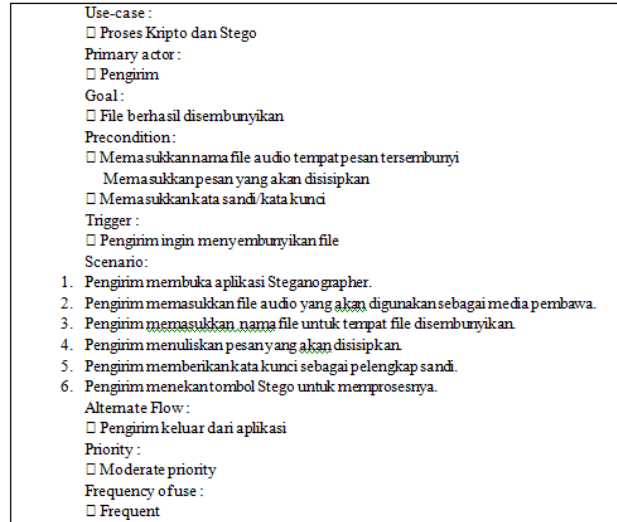 Use-case :
□ Proses Kripto dan Stego
Primary actor :
□ Pengirim
Goal :
□ File berhasil disembunyikan
Precondition :
□ Memasukkan nama file audio tempat pesan tersembunyi
Memasukkan pesan yang akan disisipkan
□ Memasukkan kata sandi/kata kunci
Trigger :
□ Pengirim ingin menyembunyikan file
Scenario:
1. Pengirim membuka aplikasi Steganographer.
2. Pengirim memasukkan file audio yang akan digunakan sebagai media pembawa.
3. Pengirim memasukkan nama file untuk tempat file disembunyikan.
4. Pengirim menuliskan pesan yang akan disisipkan.
5. Pengirim memberikan kata kunci sebagai pelengkap sandi.
6. Pengirim menekan tombol Stego untuk memprosesnya.
Alternate Flow :
□ Pengirim keluar dari aplikasi
Priority :
□ Moderate priority
Frequency of use :
□ Frequent